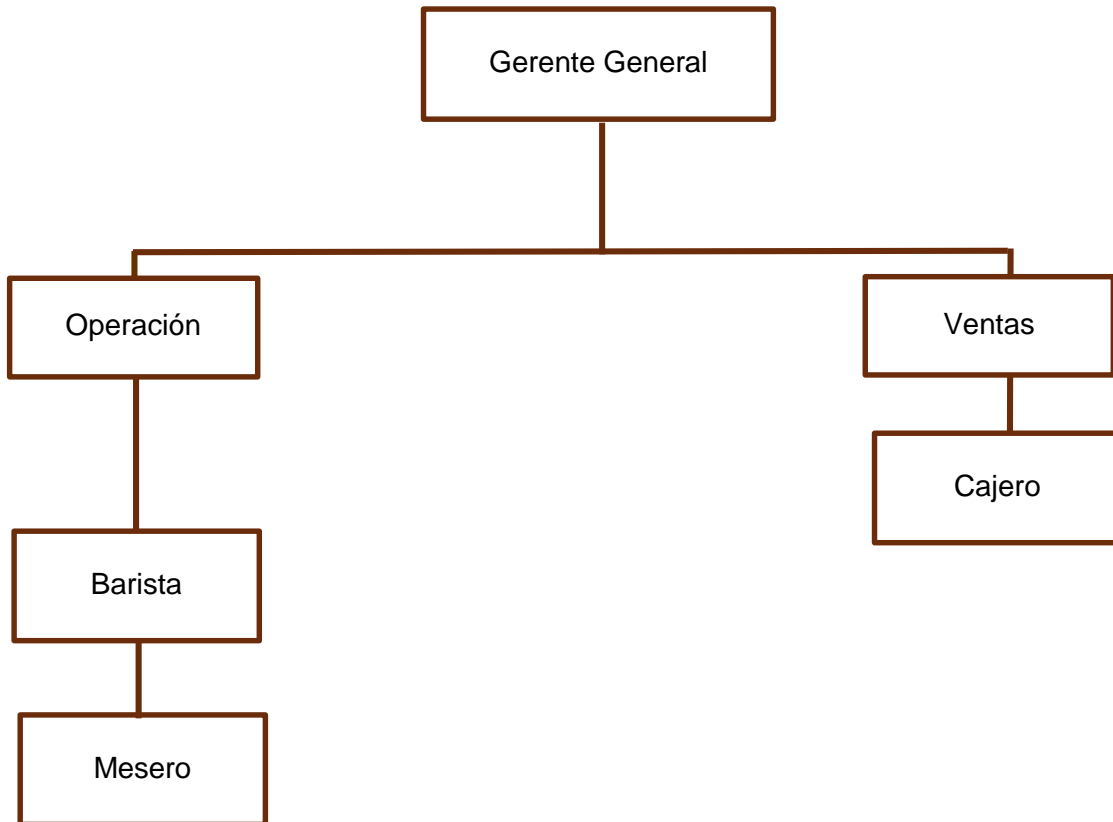 Gerente General
Operación
Ventas
Cajero
Barista
Mesero